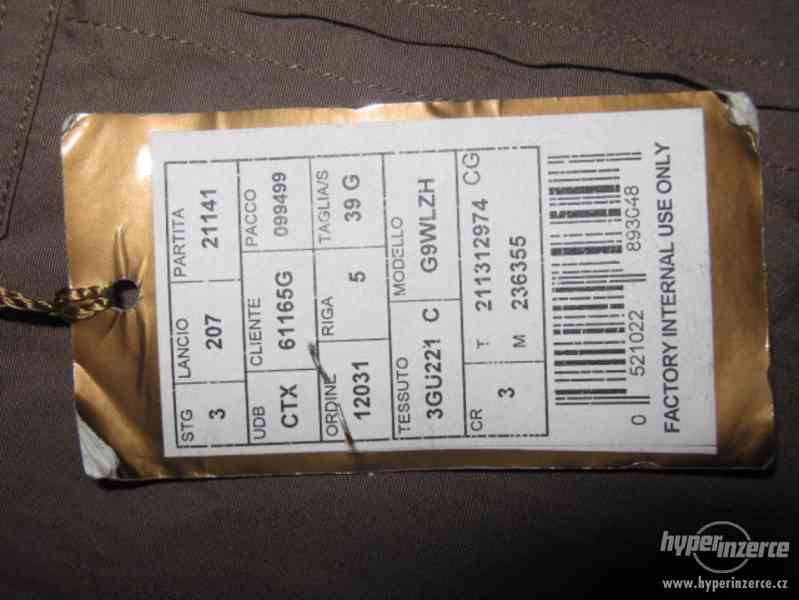 STG LANCIO PARTITA
3 207 21141
UDB CLIENTE PACCO
CTX 61165G 099499
ORDINE RIGA TAGLIA/S
12031 5 39 G
TESSUTO MODELLO
3GU221 C G9WLZH
CR T 211312974 CG
3 M 236355
0 521022 893048
FACTORY INTERNAL USE ONLY
hyperinzerce
www.hyperinzerce.cz